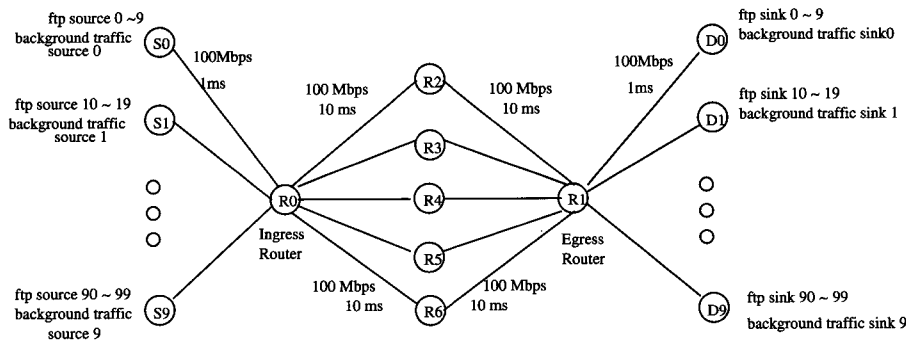 ftp source 0 ~9
background traffic
source 0
S0
100Mbps
1ms
ftp source 10 ~ 19
background traffic
source 1
S1
ftp source 90 ~ 99
background traffic
source 9
S9
R0
Ingress
Router
100 Mbps
10 ms
100 Mbps
10 ms
R2
R3
R4
R5
R6
100 Mbps
10 ms
100 Mbps
10 ms
R1
Egress
Router
100Mbps
1ms
D0
ftp sink 0 ~ 9
background traffic sink0
D1
ftp sink 10 ~ 19
background traffic sink 1
D9
ftp sink 90 ~ 99
background traffic sink 9